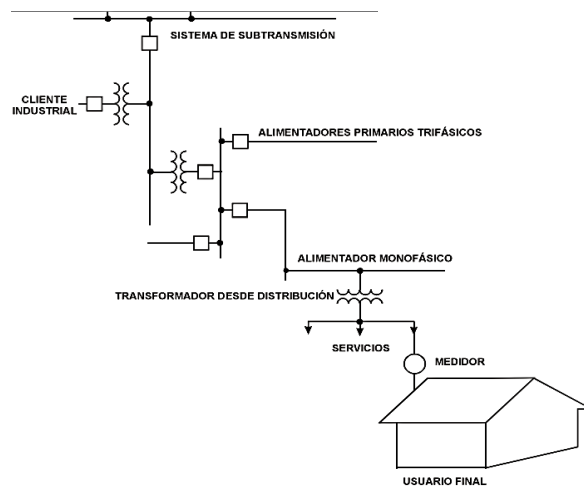 SISTEMA DE SUBTRANSMISIÓN
CLIENTE
INDUSTRIAL
ALIMENTADORES PRIMARIOS TRIFÁSICOS
ALIMENTADOR MONOFÁSICO
TRANSFORMADOR DESDE DISTRIBUCIÓN
SERVICIOS
MEDIDOR
USUARIO FINAL